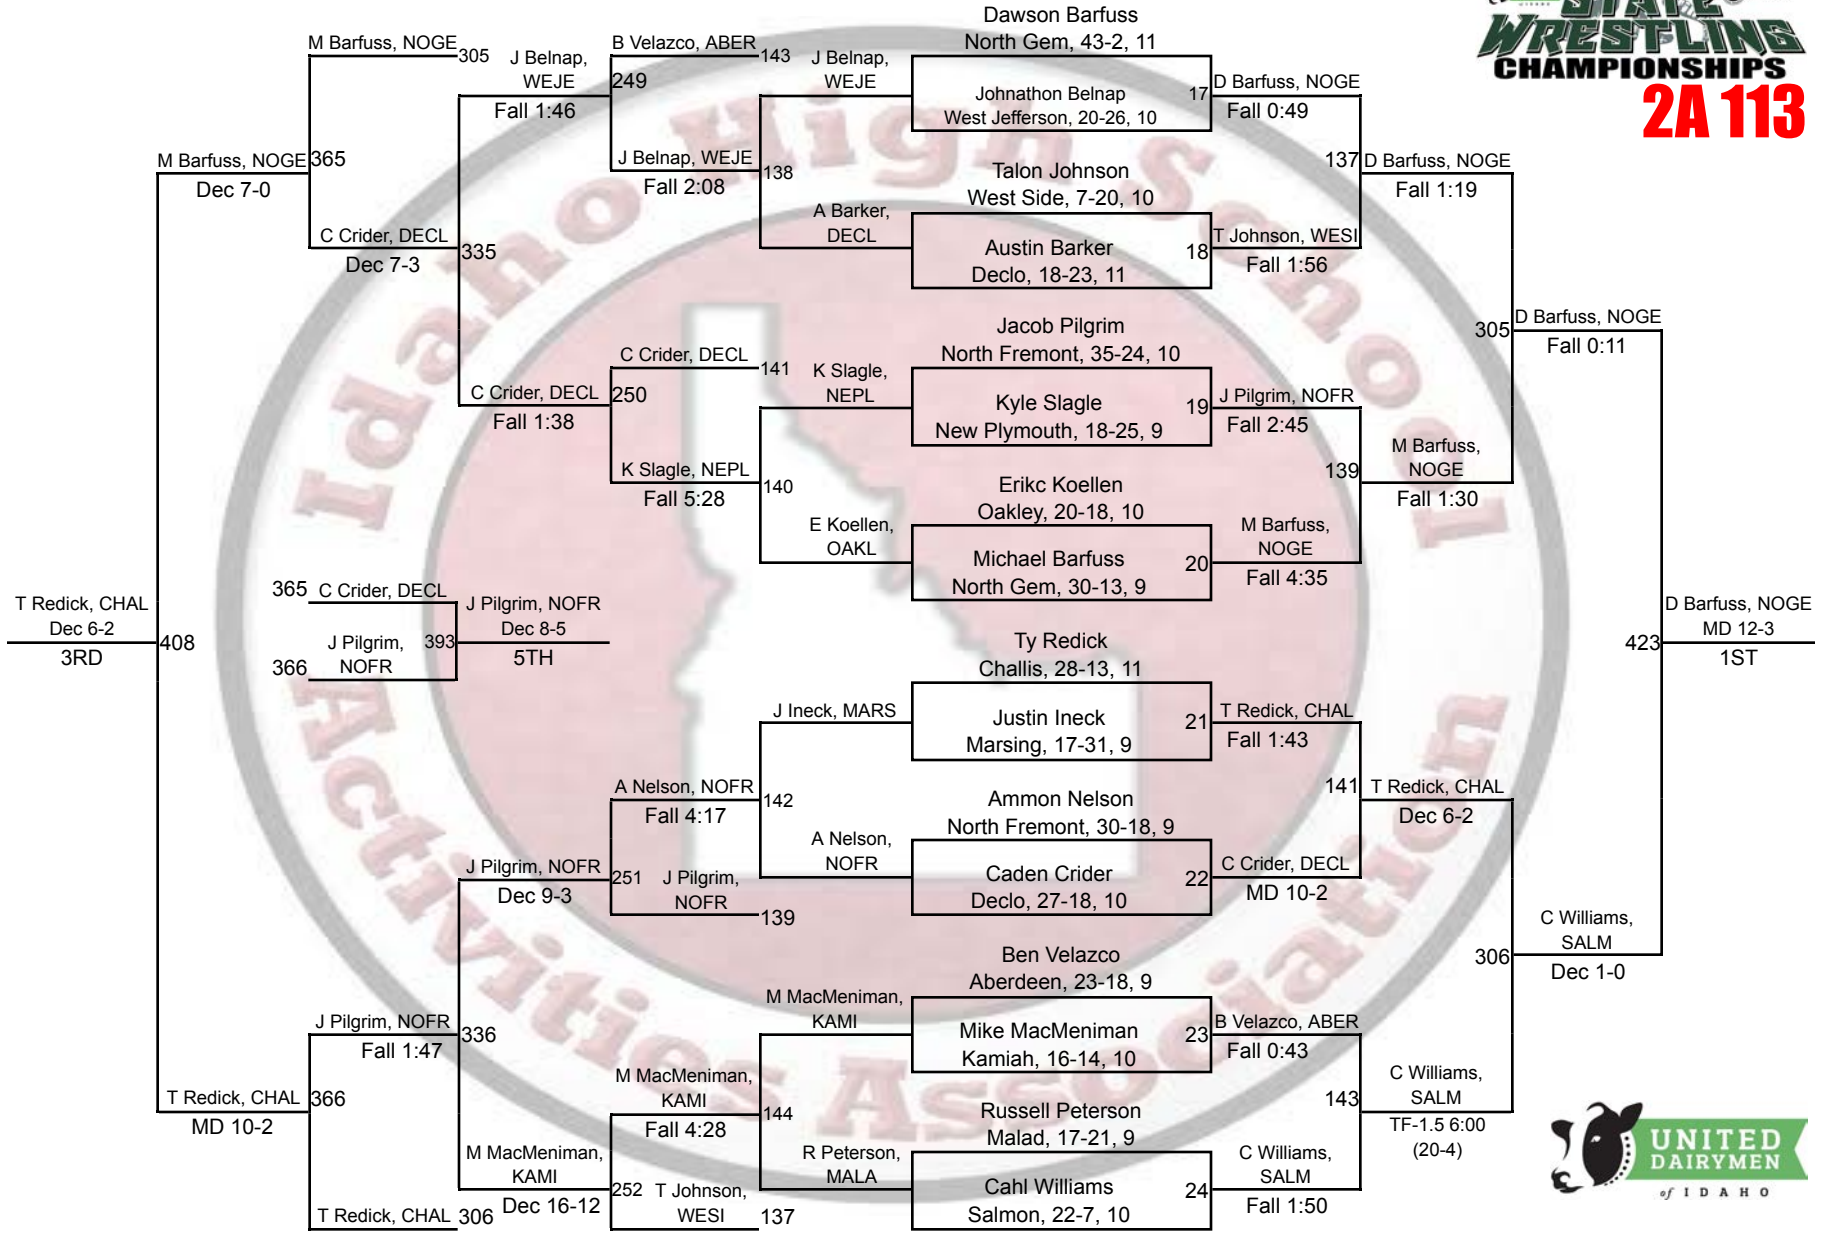 STATE
WRESTLING
CHAMPIONSHIPS
2A 113
Idaho High School
Activities Association
M Barfuss, NOGE
305
365
M Barfuss, NOGE
Dec 7-0
C Crider, DECL
Dec 7-3
335
J Belnap,
WEJE
Fall 1:46
249
B Velazco, ABER
143
J Belnap, WEJE
Fall 2:08
138
J Belnap,
WEJE
A Barker,
DECL
C Crider, DECL
Fall 1:38
250
C Crider, DECL
141
K Slagle, NEPL
Fall 5:28
140
K Slagle,
NEPL
E Koellen,
OAKL
T Redick, CHAL
Dec 6-2
3RD
408
365
C Crider, DECL
J Pilgrim,
NOFR
366
393
J Pilgrim, NOFR
Dec 8-5
5TH
J Ineck, MARS
A Nelson, NOFR
Fall 4:17
142
A Nelson,
NOFR
J Pilgrim, NOFR
Dec 9-3
251
J Pilgrim,
NOFR
139
J Pilgrim, NOFR
Fall 1:47
336
T Redick, CHAL
MD 10-2
366
M MacMeniman,
KAMI
M MacMeniman,
KAMI
Fall 4:28
144
R Peterson,
MALA
M MacMeniman,
KAMI
Dec 16-12
252
T Johnson,
WESI
137
T Redick, CHAL
306
Dawson Barfuss
North Gem, 43-2, 11
Johnathon Belnap
West Jefferson, 20-26, 10
17
D Barfuss, NOGE
Fall 0:49
Talon Johnson
West Side, 7-20, 10
Austin Barker
Declo, 18-23, 11
18
T Johnson, WESI
Fall 1:56
137
D Barfuss, NOGE
Fall 1:19
Jacob Pilgrim
North Fremont, 35-24, 10
Kyle Slagle
New Plymouth, 18-25, 9
19
J Pilgrim, NOFR
Fall 2:45
Erikc Koellen
Oakley, 20-18, 10
Michael Barfuss
North Gem, 30-13, 9
20
M Barfuss,
NOGE
Fall 4:35
139
M Barfuss,
NOGE
Fall 1:30
305
D Barfuss, NOGE
Fall 0:11
Ty Redick
Challis, 28-13, 11
Justin Ineck
Marsing, 17-31, 9
21
T Redick, CHAL
Fall 1:43
Ammon Nelson
North Fremont, 30-18, 9
Caden Crider
Declo, 27-18, 10
22
C Crider, DECL
MD 10-2
141
T Redick, CHAL
Dec 6-2
Ben Velazco
Aberdeen, 23-18, 9
Mike MacMeniman
Kamiah, 16-14, 10
23
B Velazco, ABER
Fall 0:43
Russell Peterson
Malad, 17-21, 9
Cahl Williams
Salmon, 22-7, 10
24
C Williams,
SALM
Fall 1:50
143
C Williams,
SALM
TF-1.5 6:00
(20-4)
306
C Williams,
SALM
Dec 1-0
423
D Barfuss, NOGE
MD 12-3
1ST
UNITED
DAIRYMEN
of IDAHO